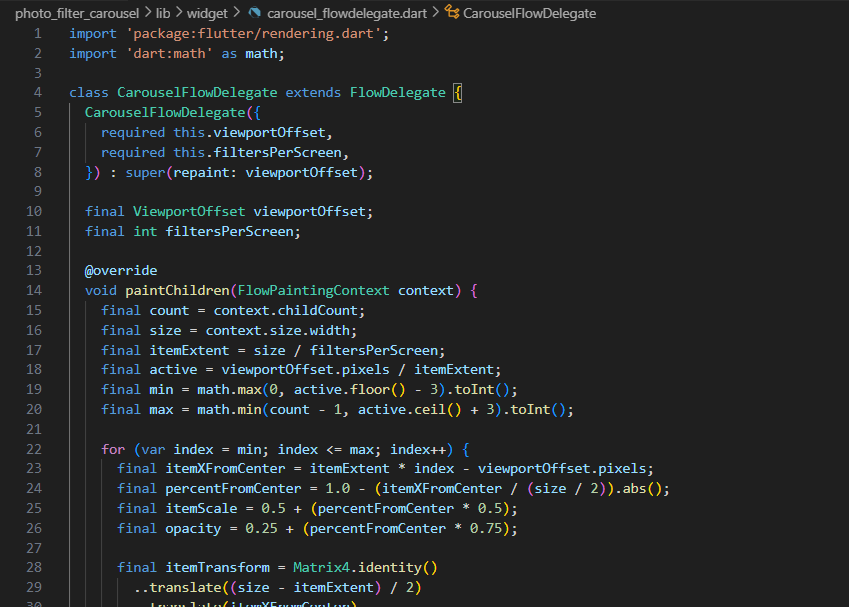 photo_filter_carousel > lib > widget > carousel_flowdelegate.dart > CarouselFlowDelegate
1 import 'package:flutter/rendering.dart';
2 import 'dart:math' as math;
3
4 class CarouselFlowDelegate extends FlowDelegate {
5   CarouselFlowDelegate({
6     required this.viewportOffset,
7     required this.filtersPerScreen,
8   }) : super(repaint: viewportOffset);
9
10   final ViewportOffset viewportOffset;
11   final int filtersPerScreen;
12
13   @override
14   void paintChildren(FlowPaintingContext context) {
15     final count = context.childCount;
16     final size = context.size.width;
17     final itemExtent = size / filtersPerScreen;
18     final active = viewportOffset.pixels / itemExtent;
19     final min = math.max(0, active.floor() - 3).toInt();
20     final max = math.min(count - 1, active.ceil() + 3).toInt();
21
22     for (var index = min; index <= max; index++) {
23       final itemXFromCenter = itemExtent * index - viewportOffset.pixels;
24       final percentFromCenter = 1.0 - (itemXFromCenter / (size / 2)).abs();
25       final itemScale = 0.5 + (percentFromCenter * 0.5);
26       final opacity = 0.25 + (percentFromCenter * 0.75);
27
28       final itemTransform = Matrix4.identity()
29         ..translate((size - itemExtent) / 2)
30         ..translate(itemXFromCenter)